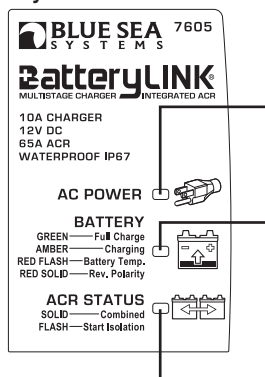 BLUE SEA 7605
SYSTEMS
BatteryLINK®
MULTISTAGE CHARGER INTEGRATED ACR
10A CHARGER
12V DC
65A ACR
WATERPROOF IP67
AC POWER
BATTERY
GREEN—Full Charge
AMBER—Charging
RED FLASH—Battery Temp.
RED SOLID—Rev. Polarity
- +
ACR STATUS
SOLID—Combined
FLASH—Start Isolation